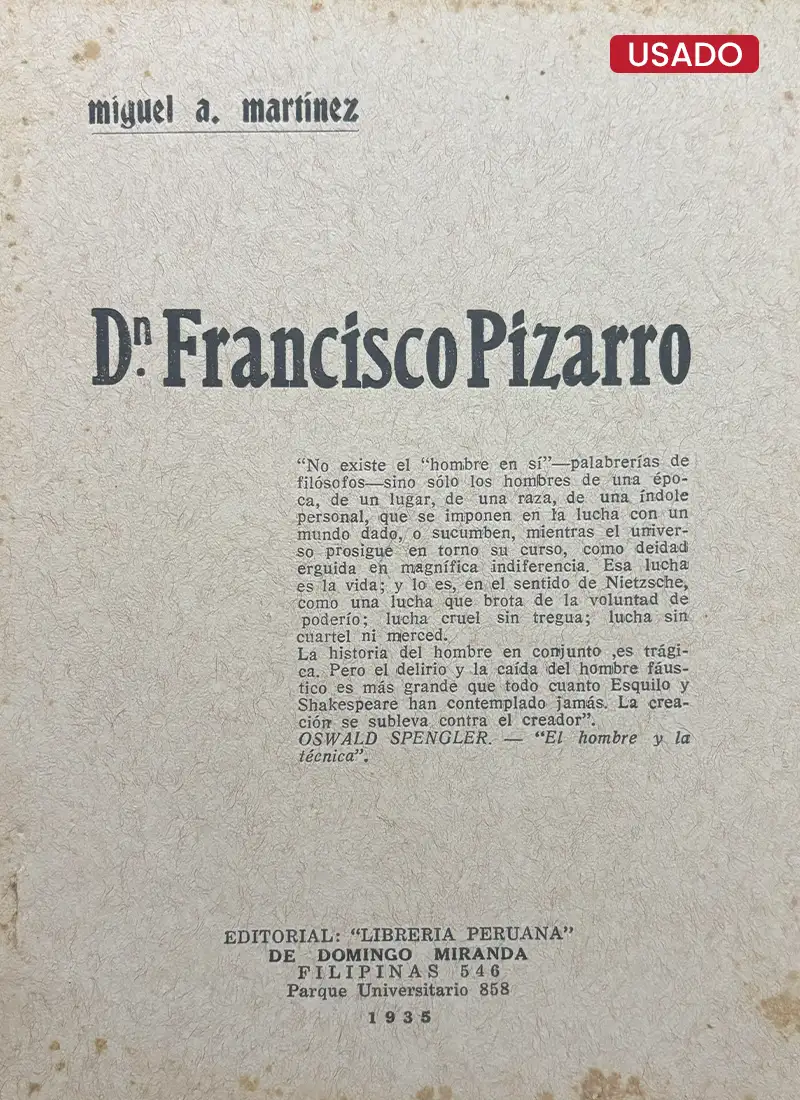 USADO
miguel a. martínez
Dn. Francisco Pizarro
"No existe el "hombre en sí"—palabrerías de
filósofos—sino sólo los hombres de una épo-
ca, de un lugar, de una raza, de una índole
personal, que se imponen en la lucha con un
mundo dado, o sucumben, mientras el univer-
so prosigue en torno su curso, como deidad
erguida en magnífica indiferencia. Esa lucha
es la vida; y lo es, en el sentido de Nietzsche,
como una lucha que brota de la voluntad de
poderío; lucha cruel sin tregua; lucha sin
cuartel ni merced.
La historia del hombre en conjunto ,es trági-
ca. Pero el delirio y la caída del hombre fáus-
tico es más grande que todo cuanto Esquilo y
Shakespeare han contemplado jamás. La crea-
ción se subleva contra el creador".
OSWALD SPENGLER. — "El hombre y la
técnica".
EDITORIAL: "LIBRERIA PERUANA"
DE DOMINGO MIRANDA
FILIPINAS 546
Parque Universitario 858
1935